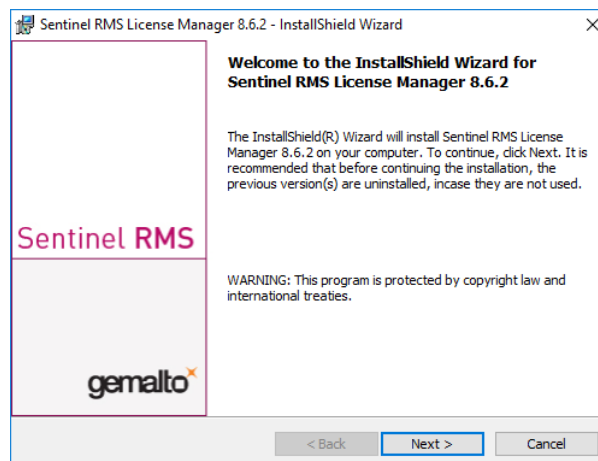 Sentinel RMS License Manager 8.6.2 - InstallShield Wizard
Welcome to the InstallShield Wizard for
Sentinel RMS License Manager 8.6.2
The InstallShield(R) Wizard will install Sentinel RMS License
Manager 8.6.2 on your computer. To continue, click Next. It is
recommended that before continuing the installation, the
previous version(s) are uninstalled, incase they are not used.
Sentinel RMS
WARNING: This program is protected by copyright law and
international treaties.
gemalto
< Back
Next >
Cancel